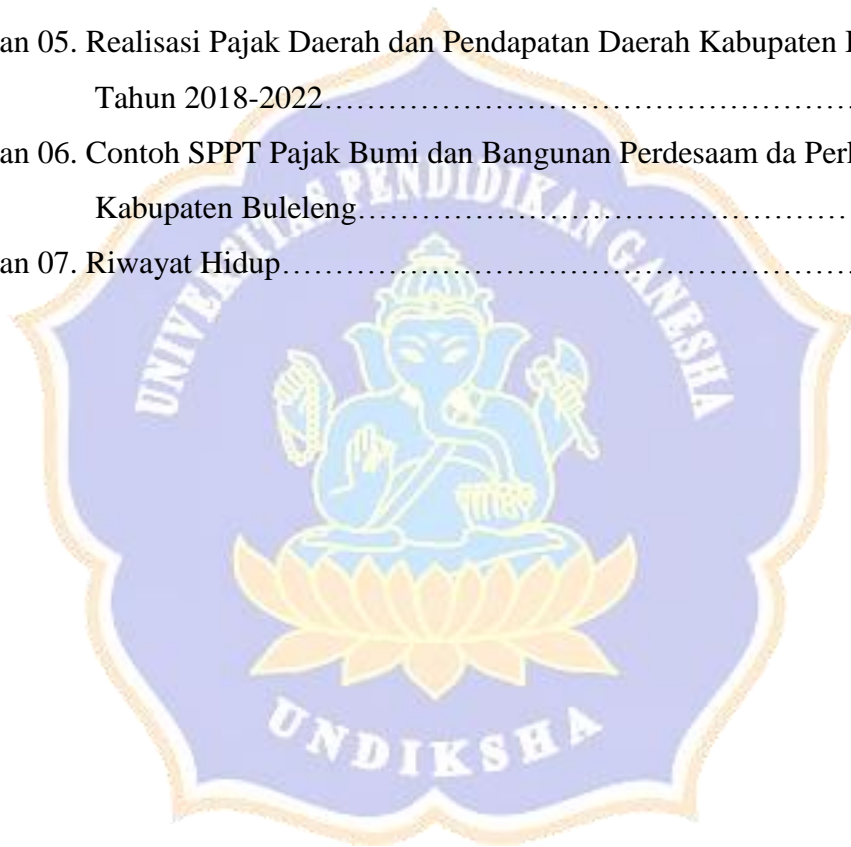 an 05. Realisasi Pajak Daerah dan Pendapatan Daerah Kabupaten
Tahun 2018-2022........................................................
an 06. Contoh SPPT Pajak Bumi dan Bangunan Perdesaam da Per
Kabupaten Buleleng........................................................
an 07. Riwayat Hidup........................................................
UNIVERSITAS PENDIDIKAN GANESHA
UNDIKSHA